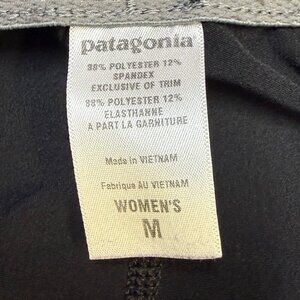 patagonia
88% POLYESTER 12%
SPANDEX
EXCLUSIVE OF TRIM
88% POLYESTER 12%
ELASTHANNE
A PART LA GARNITURE
Made in VIETNAM
Fabrique AU VIETNAM
WOMEN'S
M